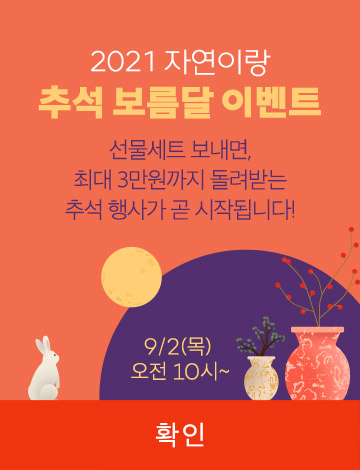 2021 자연이랑
추석 보름달 이벤트
선물세트 보내면,
최대 3만원까지 돌려받는
추석 행사가 곧 시작됩니다!
9/2(목)
오전 10시~
확인